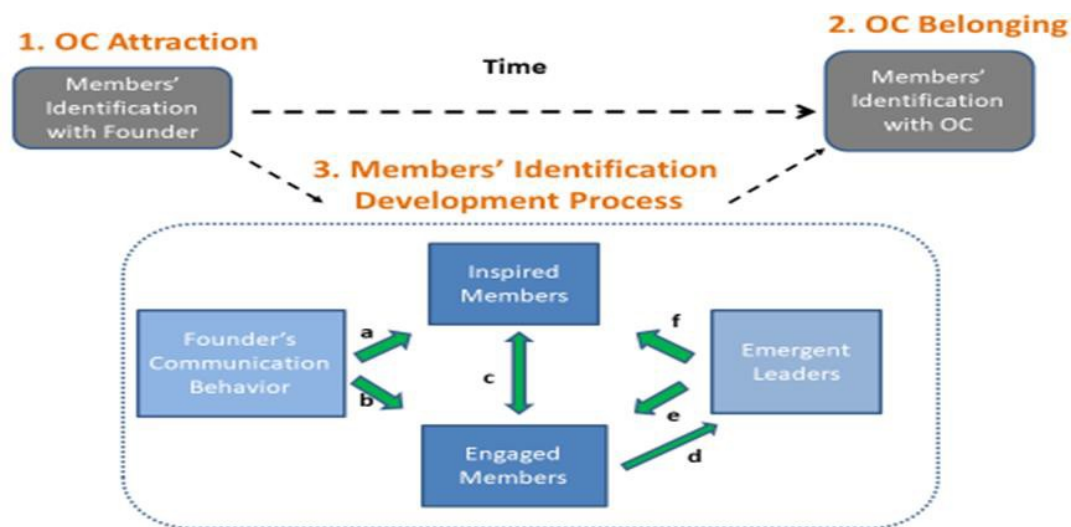 1. OC Attraction
Members'
Identification
with Founder
Time
2. OC Belonging
Members'
Identification
with OC
3. Members' Identification
Development Process
Inspired
Members
Founder's
Communication
Behavior
a
b
c
f
Emergent
Leaders
e
d
Engaged
Members